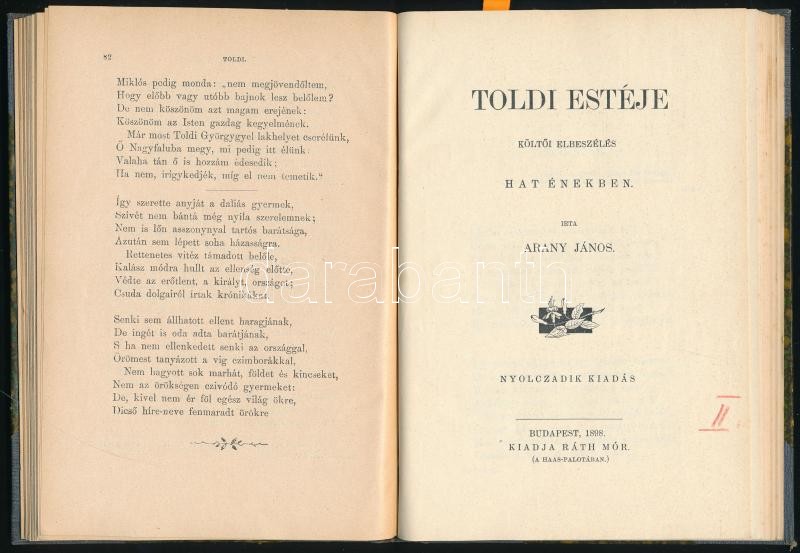 82
TOLDI.
Miklós pedig monda: „nem megjövendőltem,
Hogy előbb vagy utóbb bajnok lesz belőlem?
De nem köszönöm azt magam erejének:
Köszönöm az Isten gazdag kegyelmének.
Már most Toldi Györgygyel lakhelyet cserélünk,
Ő Nagyfaluba megy, mi pedig itt élünk:
Valaha tán ő is hozzám édesedik;
Ha nem, irigykedjék, míg el nem temetik."
Így szerette anyját a daliás gyermek,
Szívét nem bántá még nyila szerelemnek;
Nem is lőn asszonynyal tartós barátsága,
Azután sem lépett soha házasságra.
Rettenetes vitéz támadott belőle,
Kalász módra hullt az ellenség előtte,
Védte az erőtlent, a királyt, országot;
Csuda dolgairól írtak krónikákat.
Senki sem állhatott ellent haragjának,
De ingét is oda adta barátjának,
S ha nem ellenkedett senki az országgal,
Örömest tanyázott a víg czimborákkal,
Nem hagyott sok marhát, földet és kincseket,
Nem az örökségen czivódó gyermeket:
De, kivel nem ér föl egész világ ökre,
Dicső híre-neve fenmaradt örökre
TOLDI ESTÉJE
KÖLTŐI ELBESZÉLÉS
HAT ÉNEKBEN.
IRTA
ARANY JÁNOS.
NYOLCZADIK KIADÁS
II.
BUDAPEST, 1898.
KIADJA RÁTH MÓR.
(A HAAS-PALOTÁBAN.)
darabanth